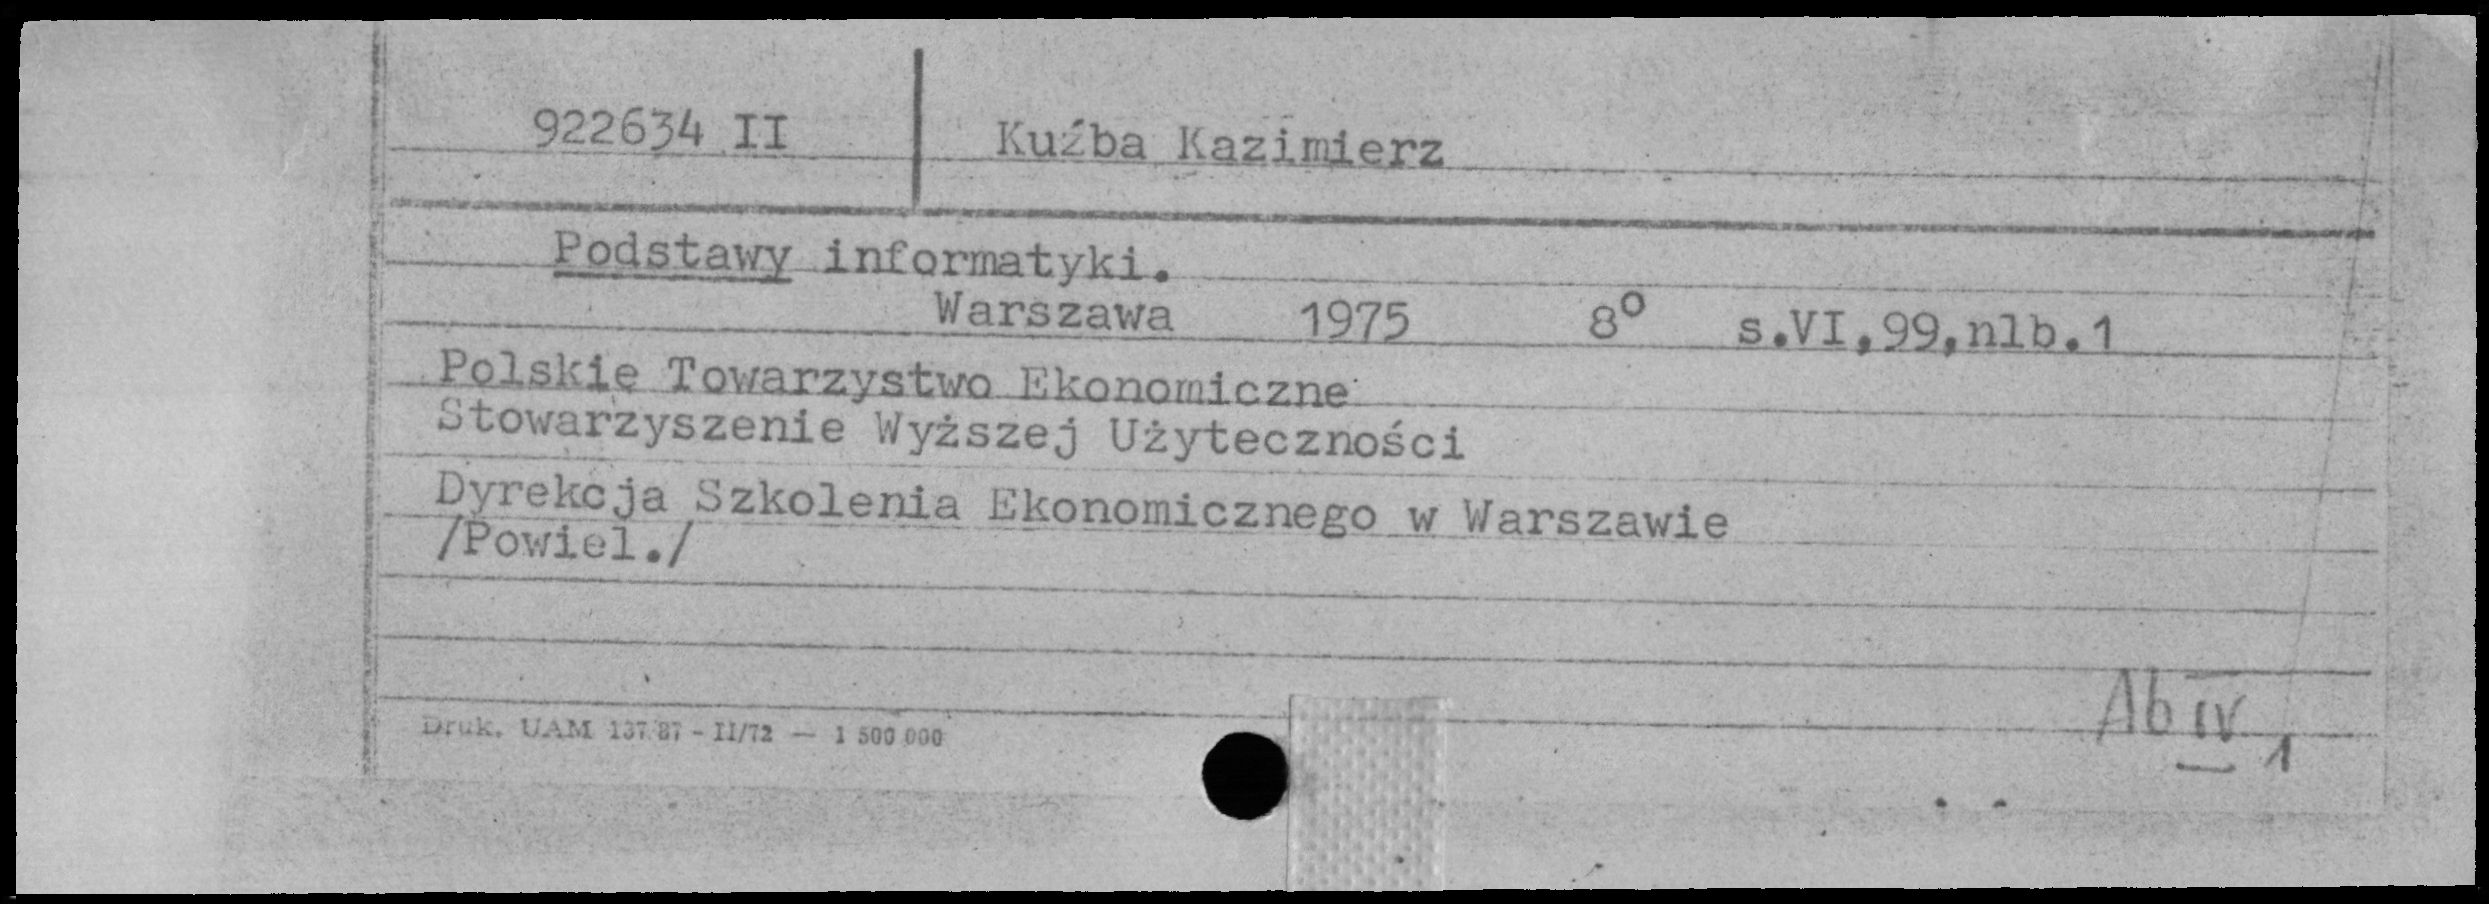 922634 II
Kuźba Kazimierz
Podstawy informatyki.
Warszawa 1975 8° s.VI,99,nlb.1
Polskie Towarzystwo Ekonomiczne
Stowarzyszenie Wyższej Użyteczności
Dyrekcja Szkolenia Ekonomicznego w Warszawie
/Powiel./
Druk. UAM 137/87 - II/72 — 1 500 000
Ab IV 1